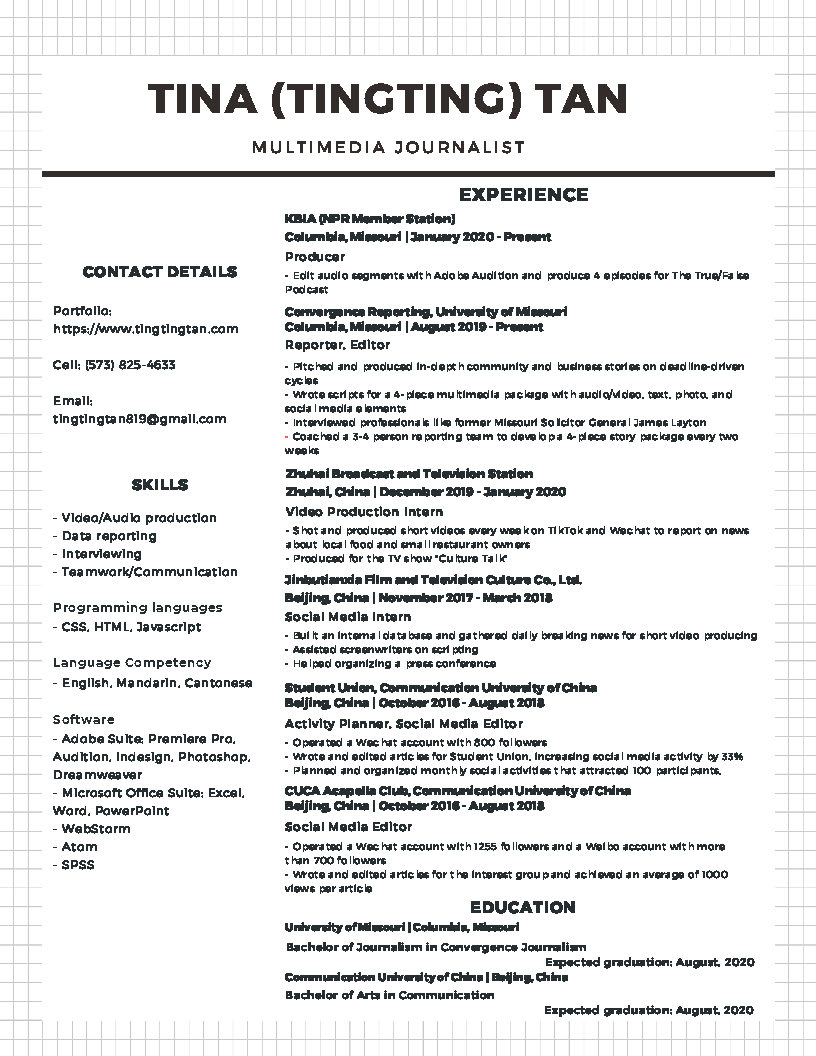 TINA (TINGTING) TAN
MULTIMEDIA JOURNALIST
CONTACT DETAILS
Portfolio:
https://www.tingtingtan.com
Cell: (573) 825-4633
Email:
tingtingtan819@gmail.com
SKILLS
- Video/Audio production
- Data reporting
- Interviewing
- Teamwork/Communication
Programming languages
- CSS, HTML, Javascript
Language Competency
- English, Mandarin, Cantonese
Software
- Adobe Suite: Premiere Pro,
Audition, Indesign, Photoshop,
Dreamweaver
- Microsoft Office Suite: Excel,
Word, PowerPoint
- WebStorm
- Atom
- SPSS
EXPERIENCE
KBIA (NPR Member Station)
Columbia, Missouri | January 2020 - Present
Producer
- Edit audio segments with Adobe Audition and produce 4 episodes for The True/False
Podcast
Convergence Reporting, University of Missouri
Columbia, Missouri | August 2019 - Present
Reporter, Editor
- Pitched and produced in-depth community and business stories on deadline-driven
cycles
- Wrote scripts for a 4-piece multimedia package with audio/video, text, photo, and
social media elements
- Interviewed professionals like former Missouri Solicitor General James Layton
- Coached a 3-4 person reporting team to develop a 4-piece story package every two
weeks
Zhuhai Broadcast and Television Station
Zhuhai, China | December 2019 - January 2020
Video Production Intern
- Shot and produced short videos every week on TikTok and Wechat to report on news
about local food and small restaurant owners
- Produced for the TV show "Culture Talk"
Jinbutianxia Film and Television Culture Co., Ltd.
Beijing, China | November 2017 - March 2018
Social Media Intern
- Built an internal database and gathered daily breaking news for short video producing
- Assisted screenwriters on scripting
- Helped organizing a press conference
Student Union, Communication University of China
Beijing, China | October 2016 - August 2018
Activity Planner, Social Media Editor
- Operated a Wechat account with 800 followers
- Wrote and edited articles for Student Union, increasing social media activity by 33%
- Planned and organized monthly social activities that attracted 100 participants.
CUCA Acapella Club, Communication University of China
Beijing, China | October 2016 - August 2018
Social Media Editor
- Operated a Wechat account with 1255 followers and a Weibo account with more
than 700 followers
- Wrote and edited articles for the interest group and achieved an average of 1000
views per article
EDUCATION
University of Missouri | Columbia, Missouri
Bachelor of Journalism in Convergence Journalism
Expected graduation: August, 2020
Communication University of China | Beijing, China
Bachelor of Arts in Communication
Expected graduation: August, 2020